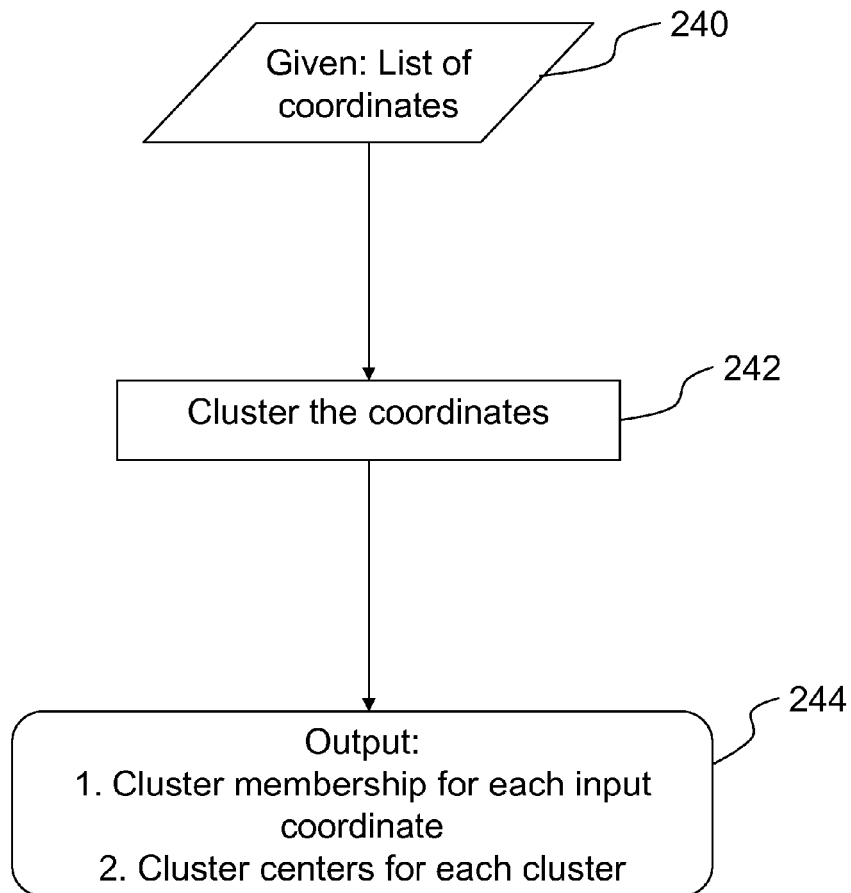 Given: List of
coordinates
240
Cluster the coordinates
242
Output:
1. Cluster membership for each input
coordinate
2. Cluster centers for each cluster
244